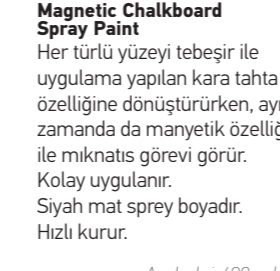 Magnetic Chalkboard
Spray Paint
Her türlü yüzeyi tebeşir ile
uygulama yapılan kara tahta
özelliğine dönüştürürken,
zamanda da manyetik
ile mıknatıs görevi görür.
Kolay uygulanır.
Siyah mat sprey boyadır.
Hızlı kurur.